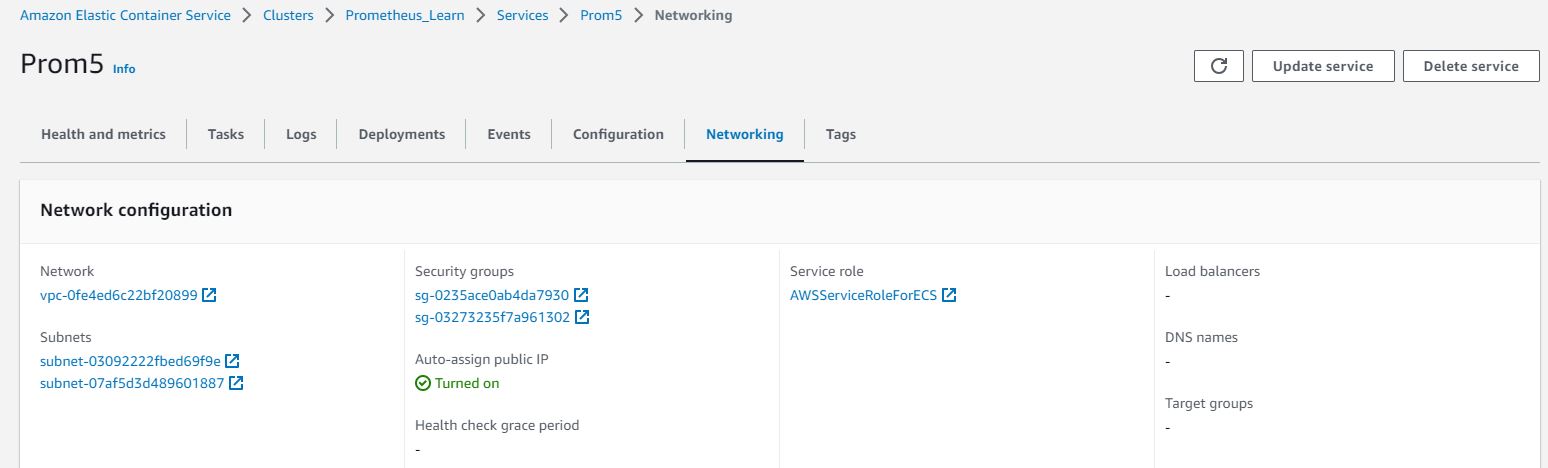 Amazon Elastic Container Service > Clusters > Prometheus_Learn > Services > Prom5 > Networking
Prom5 Info
Update service Delete service
Health and metrics Tasks Logs Deployments Events Configuration Networking Tags
Network configuration
Network
vpc-0fe4ed6c22bf20899
Subnets
subnet-03092222fbed69f9e
subnet-07af5d3d489601887
Security groups
sg-0235ace0ab4da7930
sg-03273235f7a961302
Auto-assign public IP
Turned on
Health check grace period
-
Service role
AWSServiceRoleForECS
Load balancers
-
DNS names
-
Target groups
-